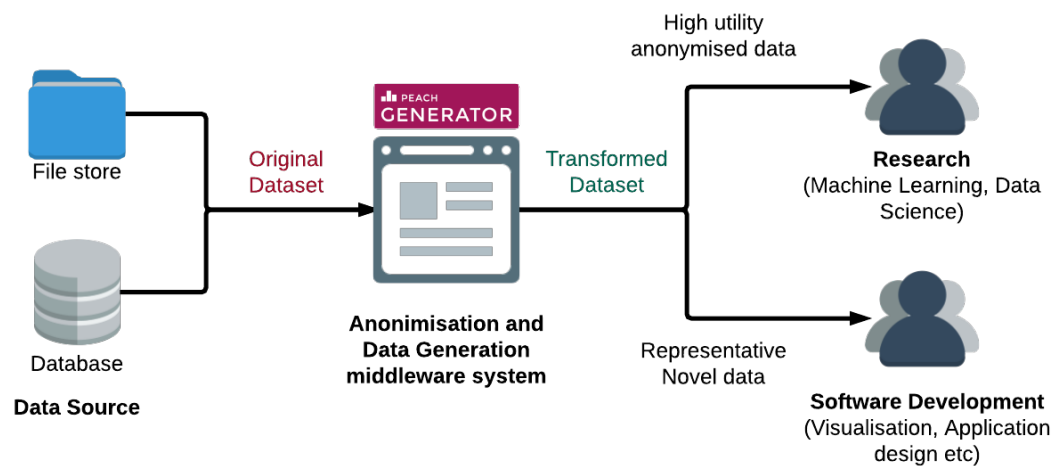 File store
Database
Data Source
Original
Dataset
PEACH
GENERATOR
Anonimisation and
Data Generation
middleware system
Transformed
Dataset
High utility
anonymised data
Research
(Machine Learning, Data
Science)
Representative
Novel data
Software Development
(Visualisation, Application
design etc)